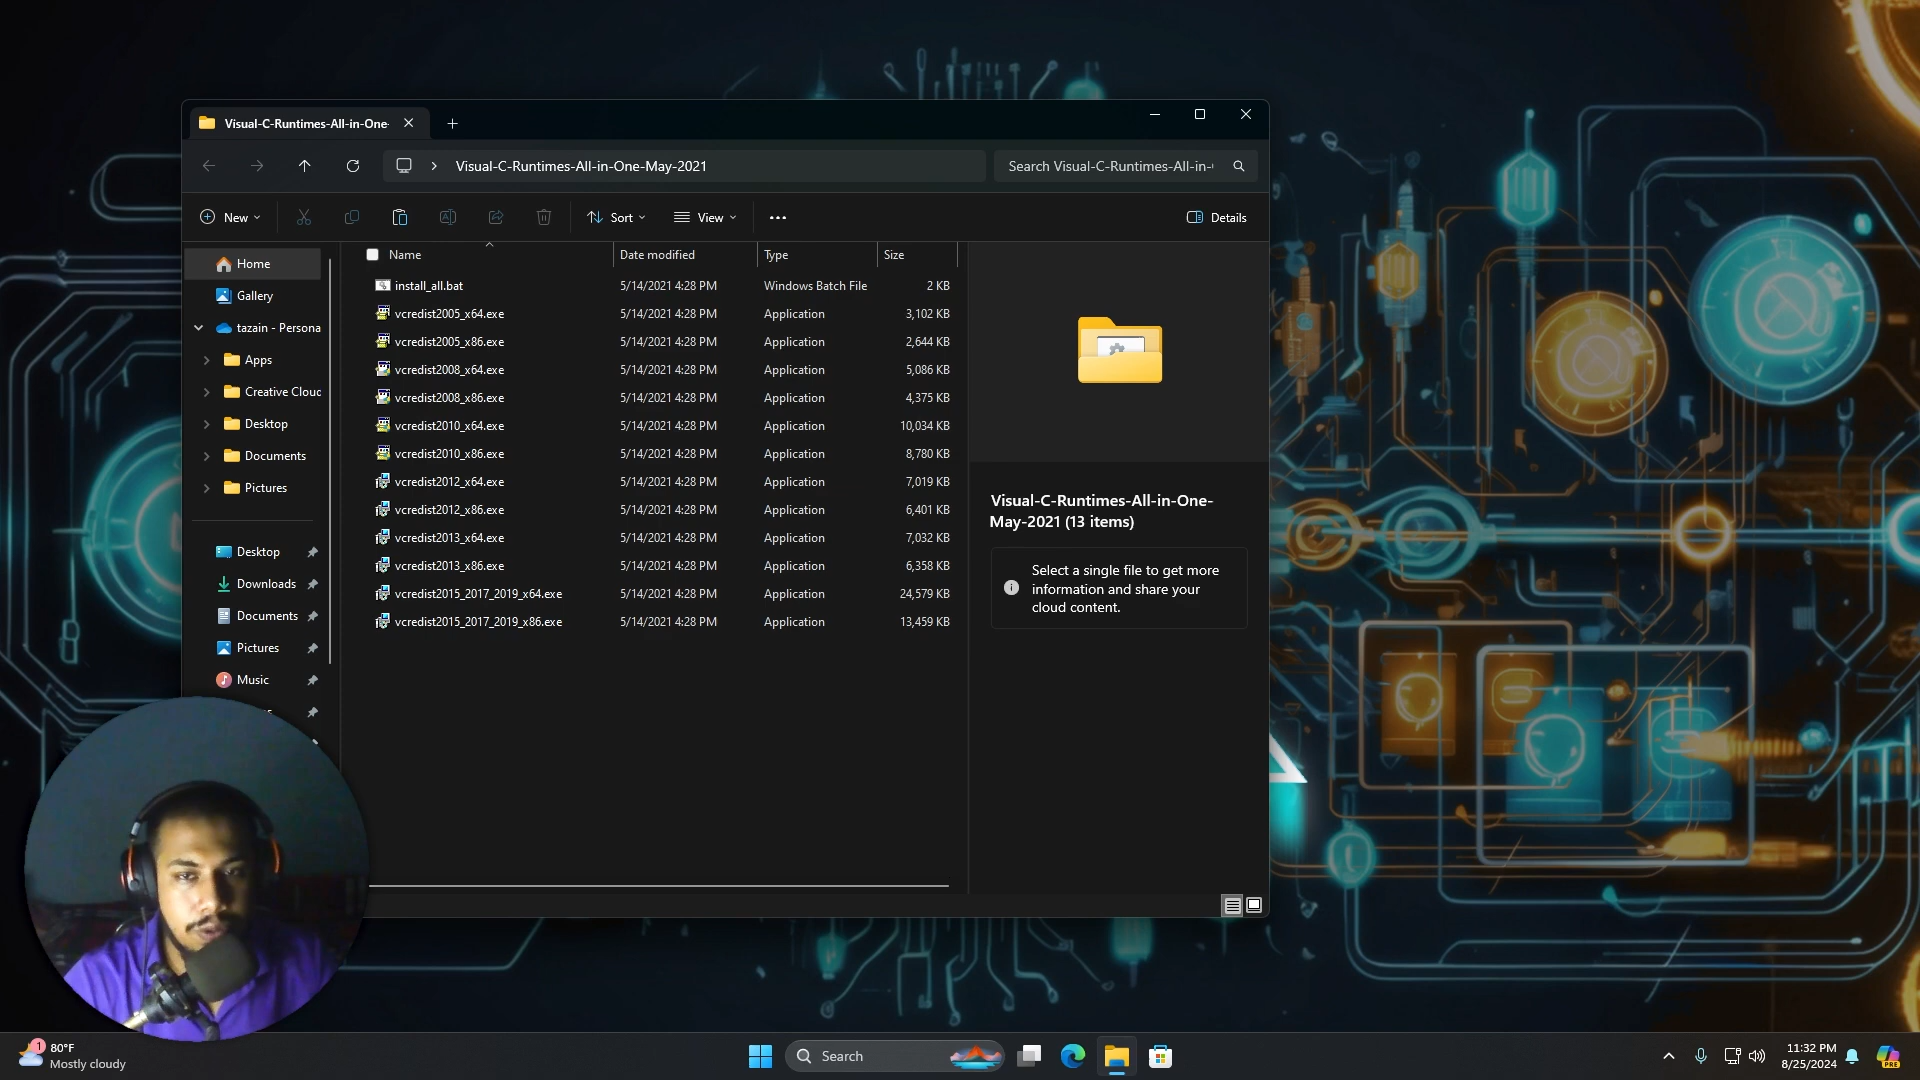 Visual-C-Runtimes-All-in-One-
Visual-C-Runtimes-All-in-One-May-2021
Search Visual-C-Runtimes-All-in-
New
Sort
View
Details
Name Date modified Type Size
install_all.bat 5/14/2021 4:28 PM Windows Batch File 2 KB
vcredist2005_x64.exe 5/14/2021 4:28 PM Application 3,102 KB
vcredist2005_x86.exe 5/14/2021 4:28 PM Application 2,644 KB
vcredist2008_x64.exe 5/14/2021 4:28 PM Application 5,086 KB
vcredist2008_x86.exe 5/14/2021 4:28 PM Application 4,375 KB
vcredist2010_x64.exe 5/14/2021 4:28 PM Application 10,034 KB
vcredist2010_x86.exe 5/14/2021 4:28 PM Application 8,780 KB
vcredist2012_x64.exe 5/14/2021 4:28 PM Application 7,019 KB
vcredist2012_x86.exe 5/14/2021 4:28 PM Application 6,401 KB
vcredist2013_x64.exe 5/14/2021 4:28 PM Application 7,032 KB
vcredist2013_x86.exe 5/14/2021 4:28 PM Application 6,358 KB
vcredist2015_2017_2019_x64.exe 5/14/2021 4:28 PM Application 24,579 KB
vcredist2015_2017_2019_x86.exe 5/14/2021 4:28 PM Application 13,459 KB
Home
Gallery
tazain - Persona
Apps
Creative Cloud
Desktop
Documents
Pictures
Desktop
Downloads
Documents
Pictures
Music
Visual-C-Runtimes-All-in-One-
May-2021 (13 items)
Select a single file to get more
information and share your
cloud content.
1
80°F
Mostly cloudy
Search
11:32 PM
8/25/2024
PRE